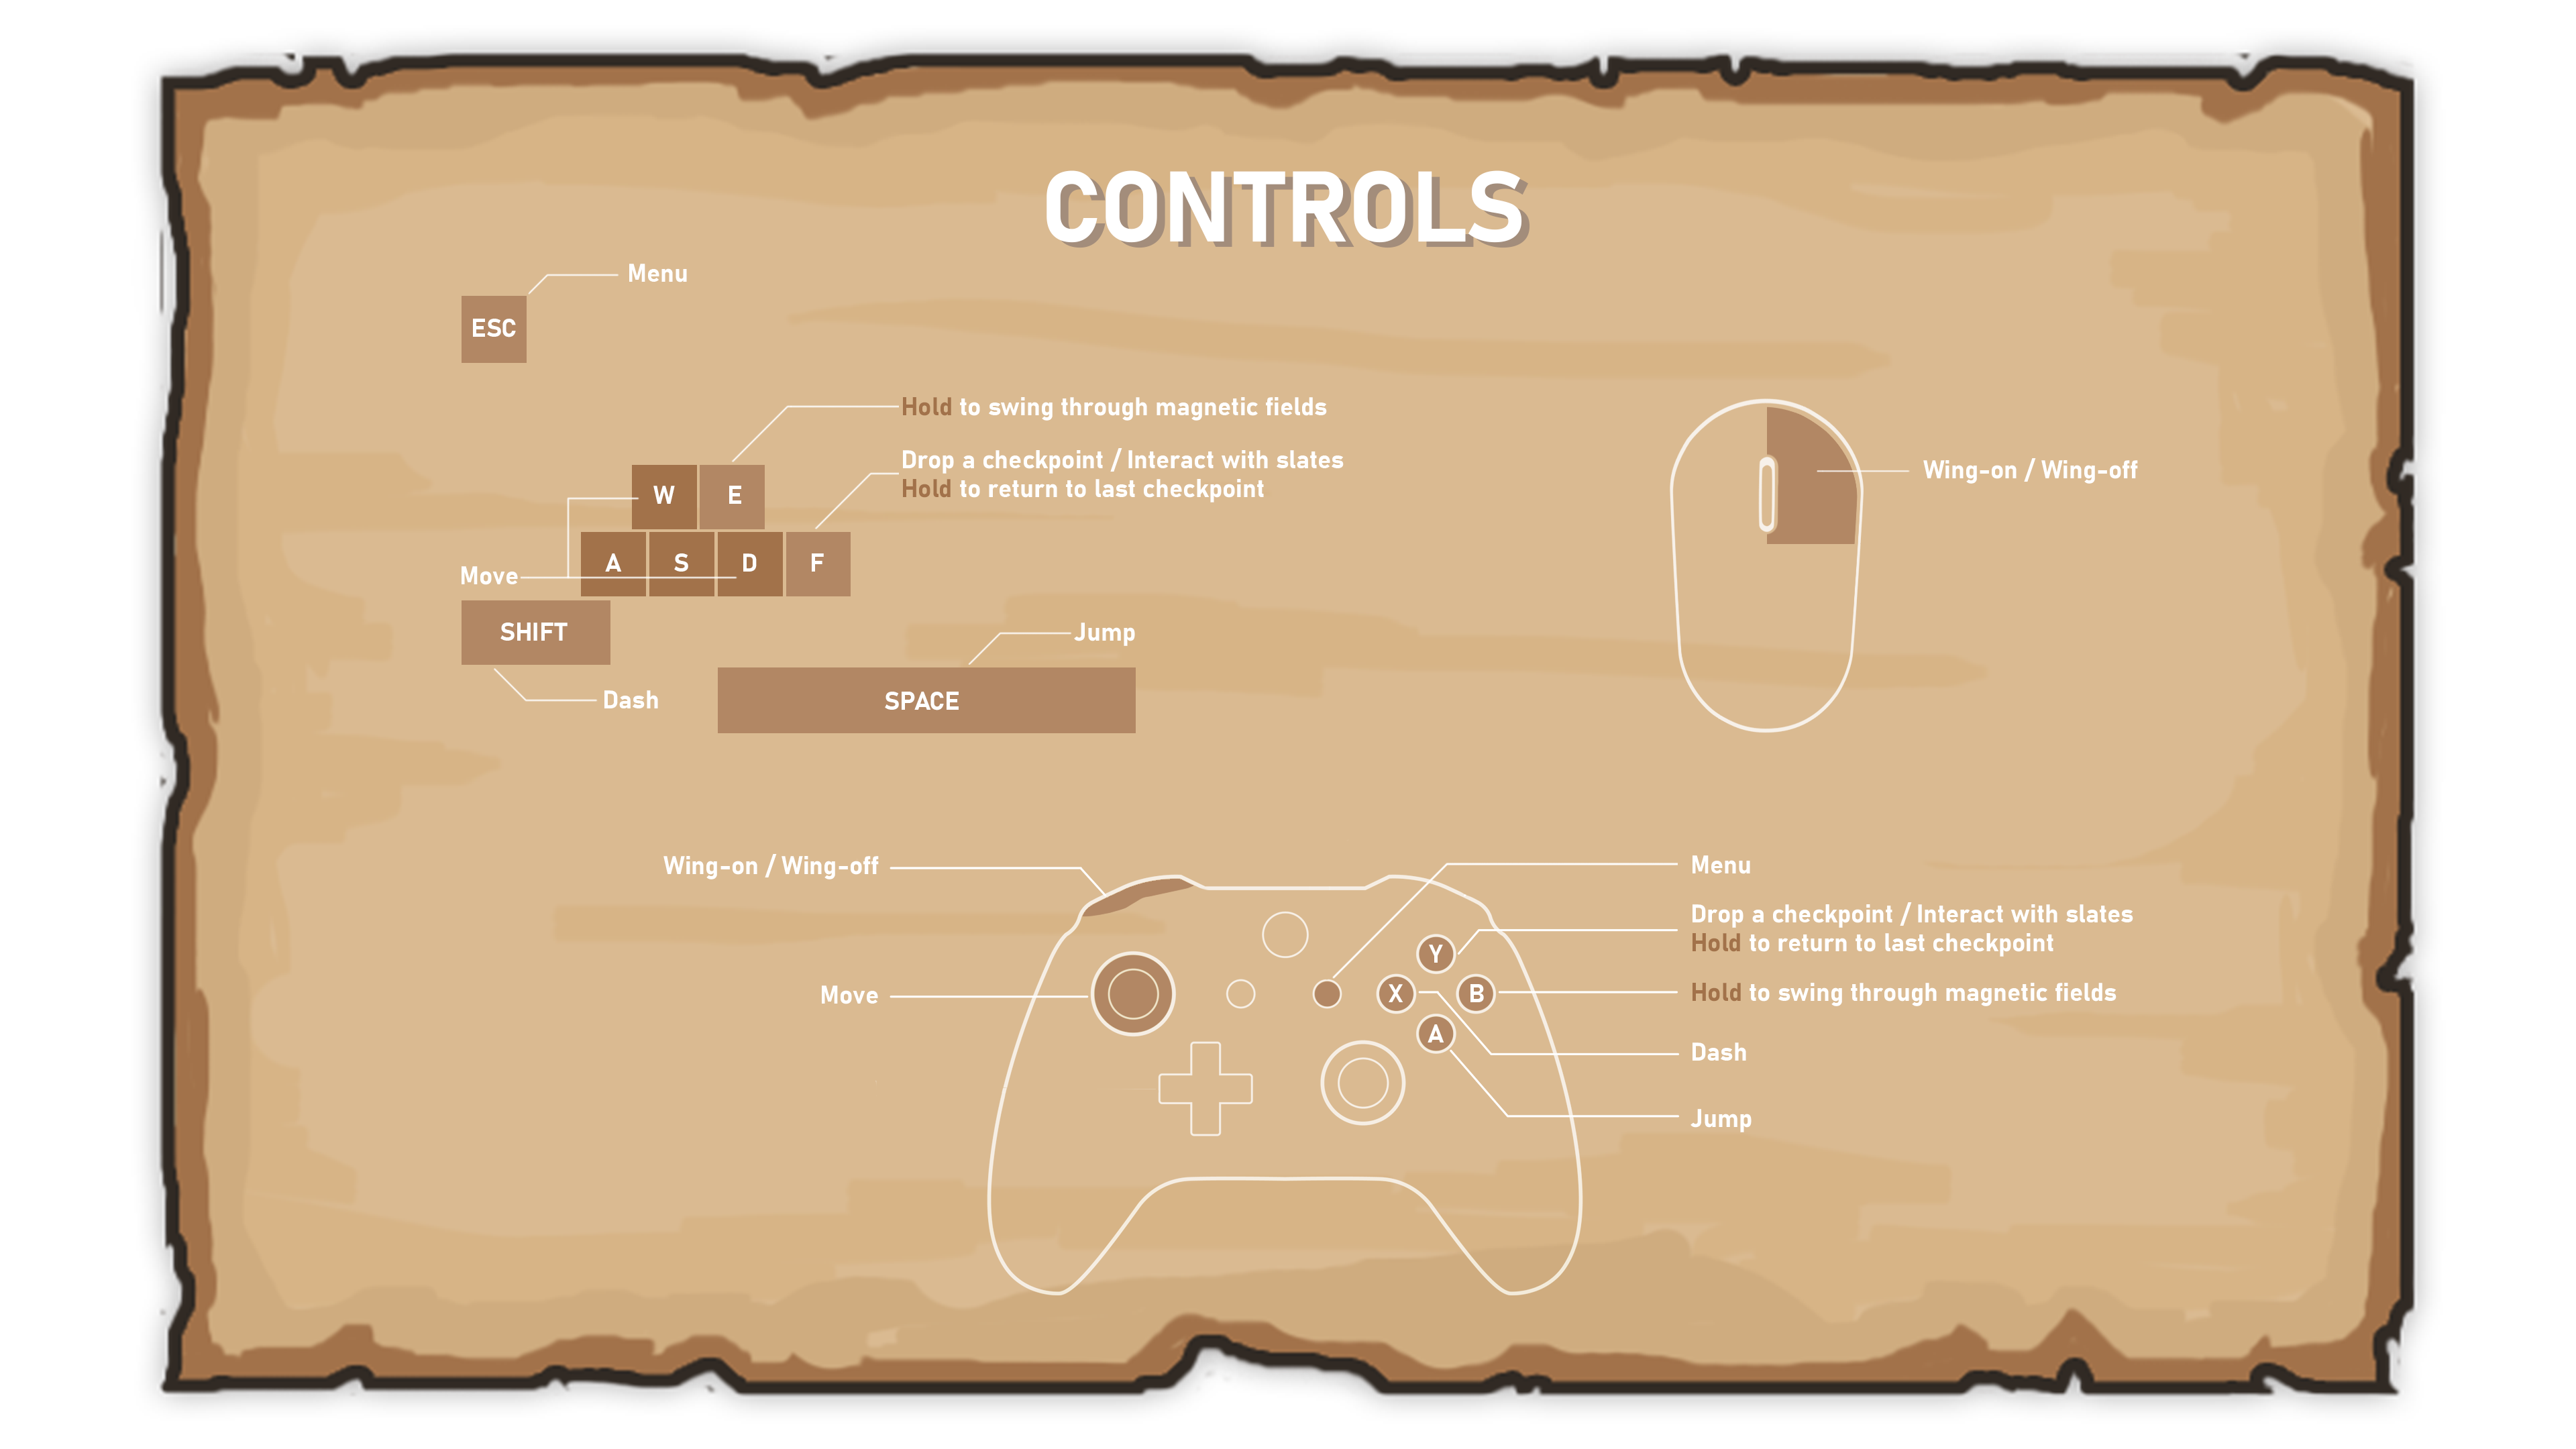 CONTROLS
Menu
ESC
Hold to swing through magnetic fields
Drop a checkpoint / Interact with slates
Hold to return to last checkpoint
W E
A S D F
Move
SHIFT
Jump
Dash
SPACE
Wing-on / Wing-off
Wing-on / Wing-off
Move
Menu
Drop a checkpoint / Interact with slates
Hold to return to last checkpoint
Y
X B
A
Hold to swing through magnetic fields
Dash
Jump